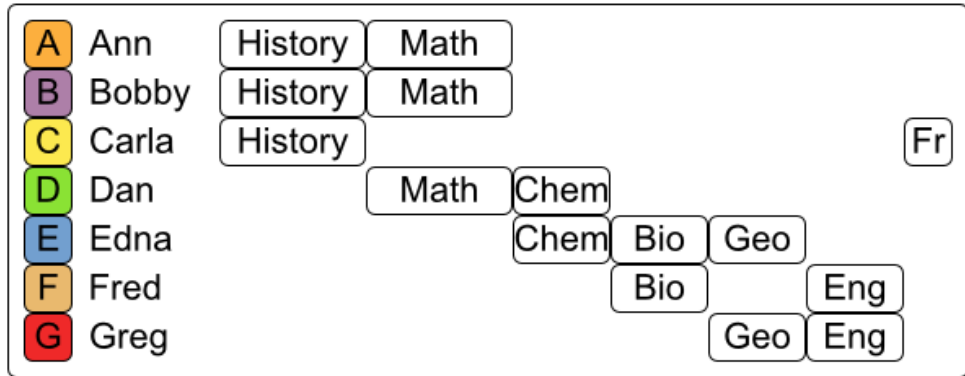 A Ann History Math
B Bobby History Math
C Carla History Fr
D Dan Math Chem
E Edna Chem Bio Geo
F Fred Bio Eng
G Greg Geo Eng